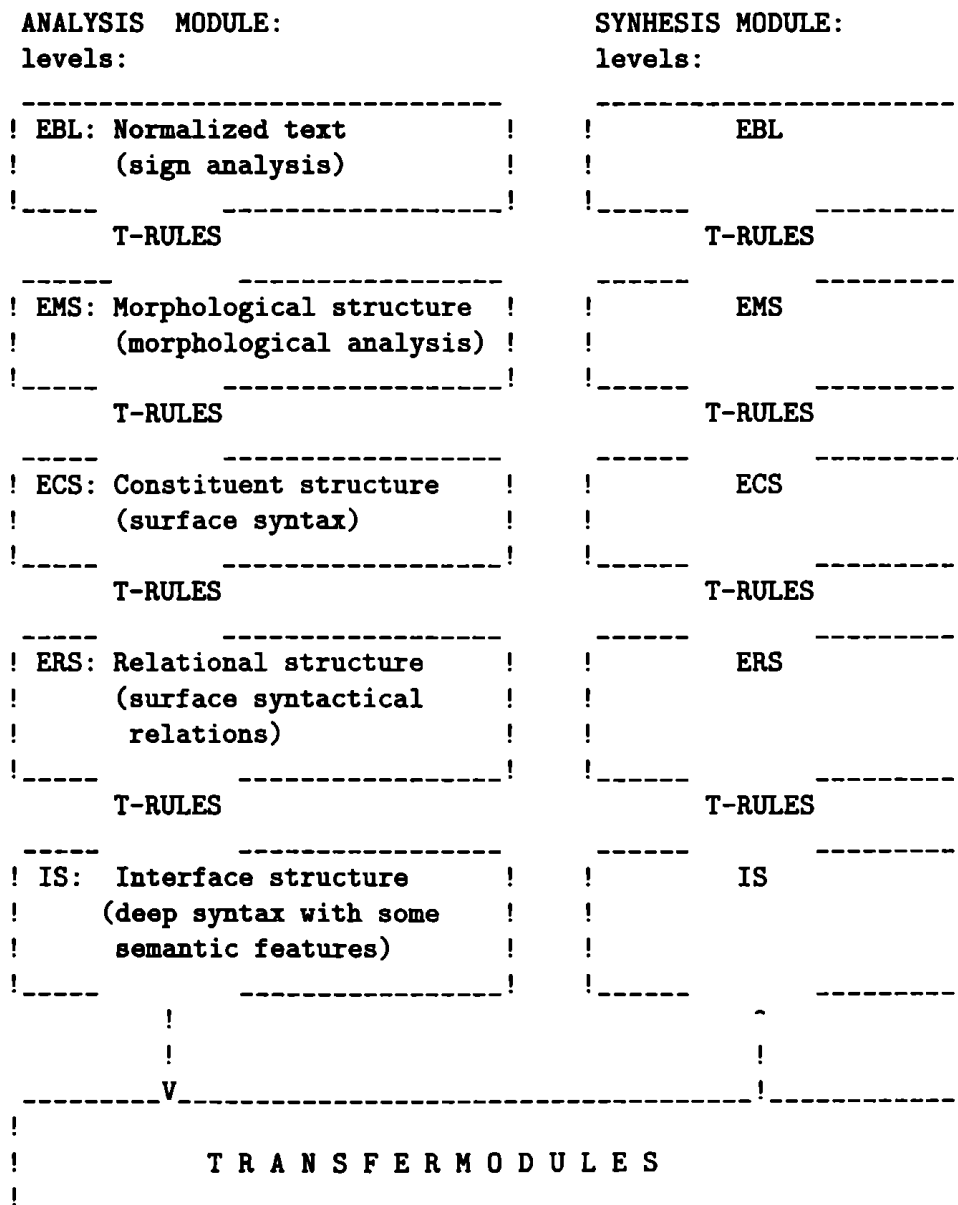 ANALYSIS MODULE: SYNHESIS MODULE:
levels: levels:
EBL: Normalized text EBL
(sign analysis)
T-RULES T-RULES
EMS: Morphological structure EMS
(morphological analysis)
T-RULES T-RULES
ECS: Constituent structure ECS
(surface syntax)
T-RULES T-RULES
ERS: Relational structure ERS
(surface syntactical
relations)
T-RULES T-RULES
IS: Interface structure IS
(deep syntax with some
semantic features)
V
T R A N S F E R M O D U L E S